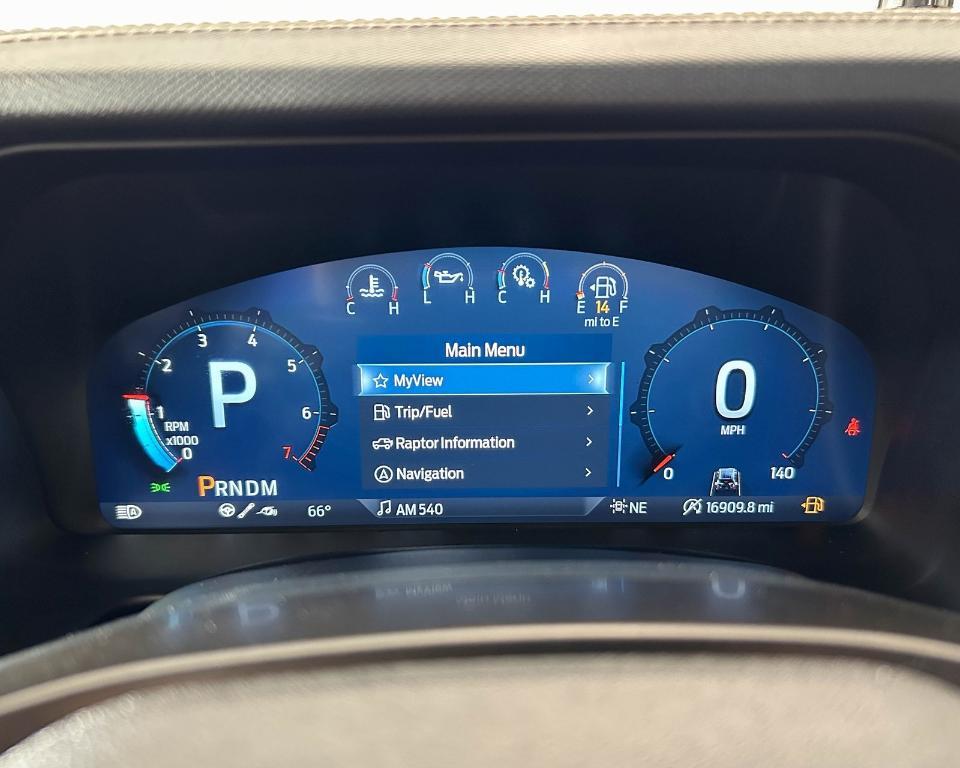 C H
L H
C H
E 14 F
mi to E
Main Menu
MyView
Trip/Fuel
Raptor Information
Navigation
0 1 2 3 4 5 6 7
P
RPM
x1000
0
MPH
0 140
PRNDM
A
66°
AM 540
NE
16909.8 mi